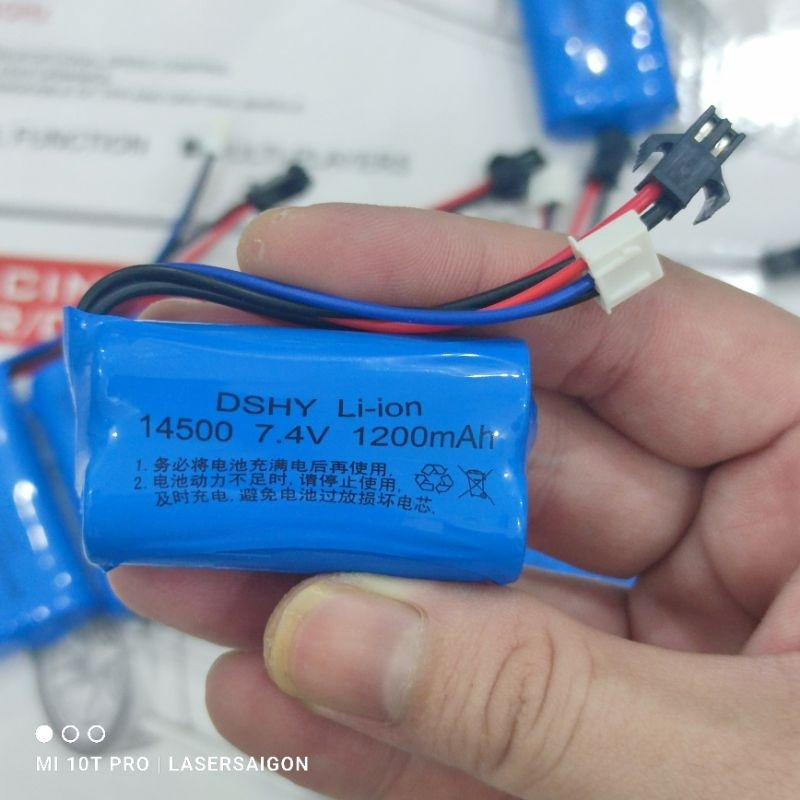 FUNCTION
CIN
R/
DSHY Li-ion
14500 7.4V 1200mAh
1. 务必将电池充满电后再使用.
2. 电池动力不足时, 请停止使用,
及时充电. 避免电池过放损坏电芯.
MI 10T PRO | LASERSAIGON